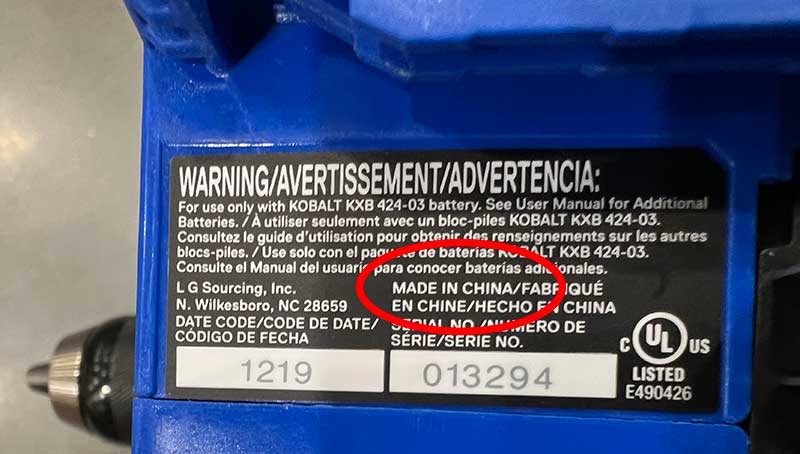 WARNING/AVERTISSEMENT/ADVERTENCIA:
For use only with KOBALT KXB 424-03 battery. See User Manual for Additional
Batteries. / À utiliser seulement avec un bloc-piles KOBALT KXB 424-03.
Consultez le guide d'utilisation pour obtenir des renseignements sur les autres
blocs-piles. / Use solo con el paquete de baterías KOBALT KXB 424-03.
Consulte el Manual del usuario para conocer baterías adicionales.
L G Sourcing, Inc.
N. Wilkesboro, NC 28659
DATE CODE/CODE DE DATE/
CÓDIGO DE FECHA
1219
MADE IN CHINA/FABRIQUÉ
EN CHINE/HECHO EN CHINA
SERIAL NO./NUMÉRO DE
SÉRIE/SERIE NO.
013294
C UL US
LISTED
E490426